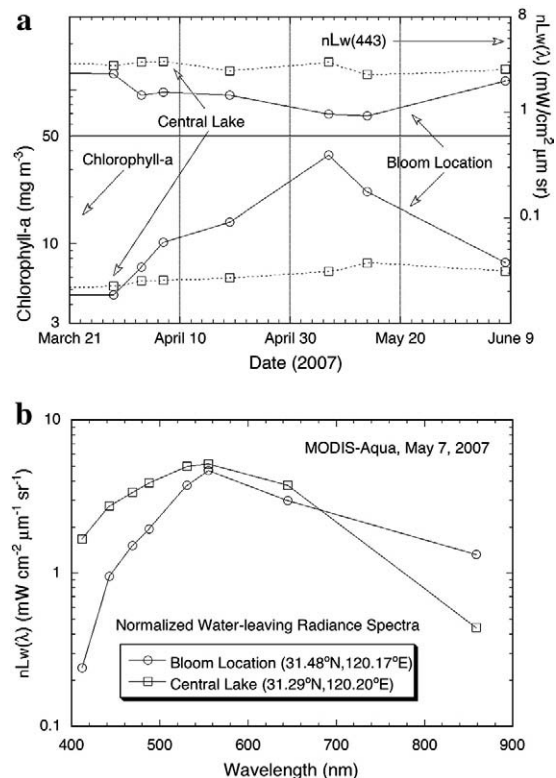 a
8
nLw(443)
1
0.1
nLw(λ) (mW/cm² μm sr)
Central Lake
50
Chlorophyll-a
Bloom Location
10
3
Chlorophyll-a (mg m⁻³)
March 21
April 10
April 30
May 20
June 9
Date (2007)
b
10
MODIS-Aqua, May 7, 2007
1
nLw(λ) (mW cm⁻² μm⁻¹ sr⁻¹)
Normalized Water-leaving Radiance Spectra
Bloom Location (31.48°N,120.17°E)
Central Lake (31.29°N,120.20°E)
0.1
400
500
600
700
800
900
Wavelength (nm)